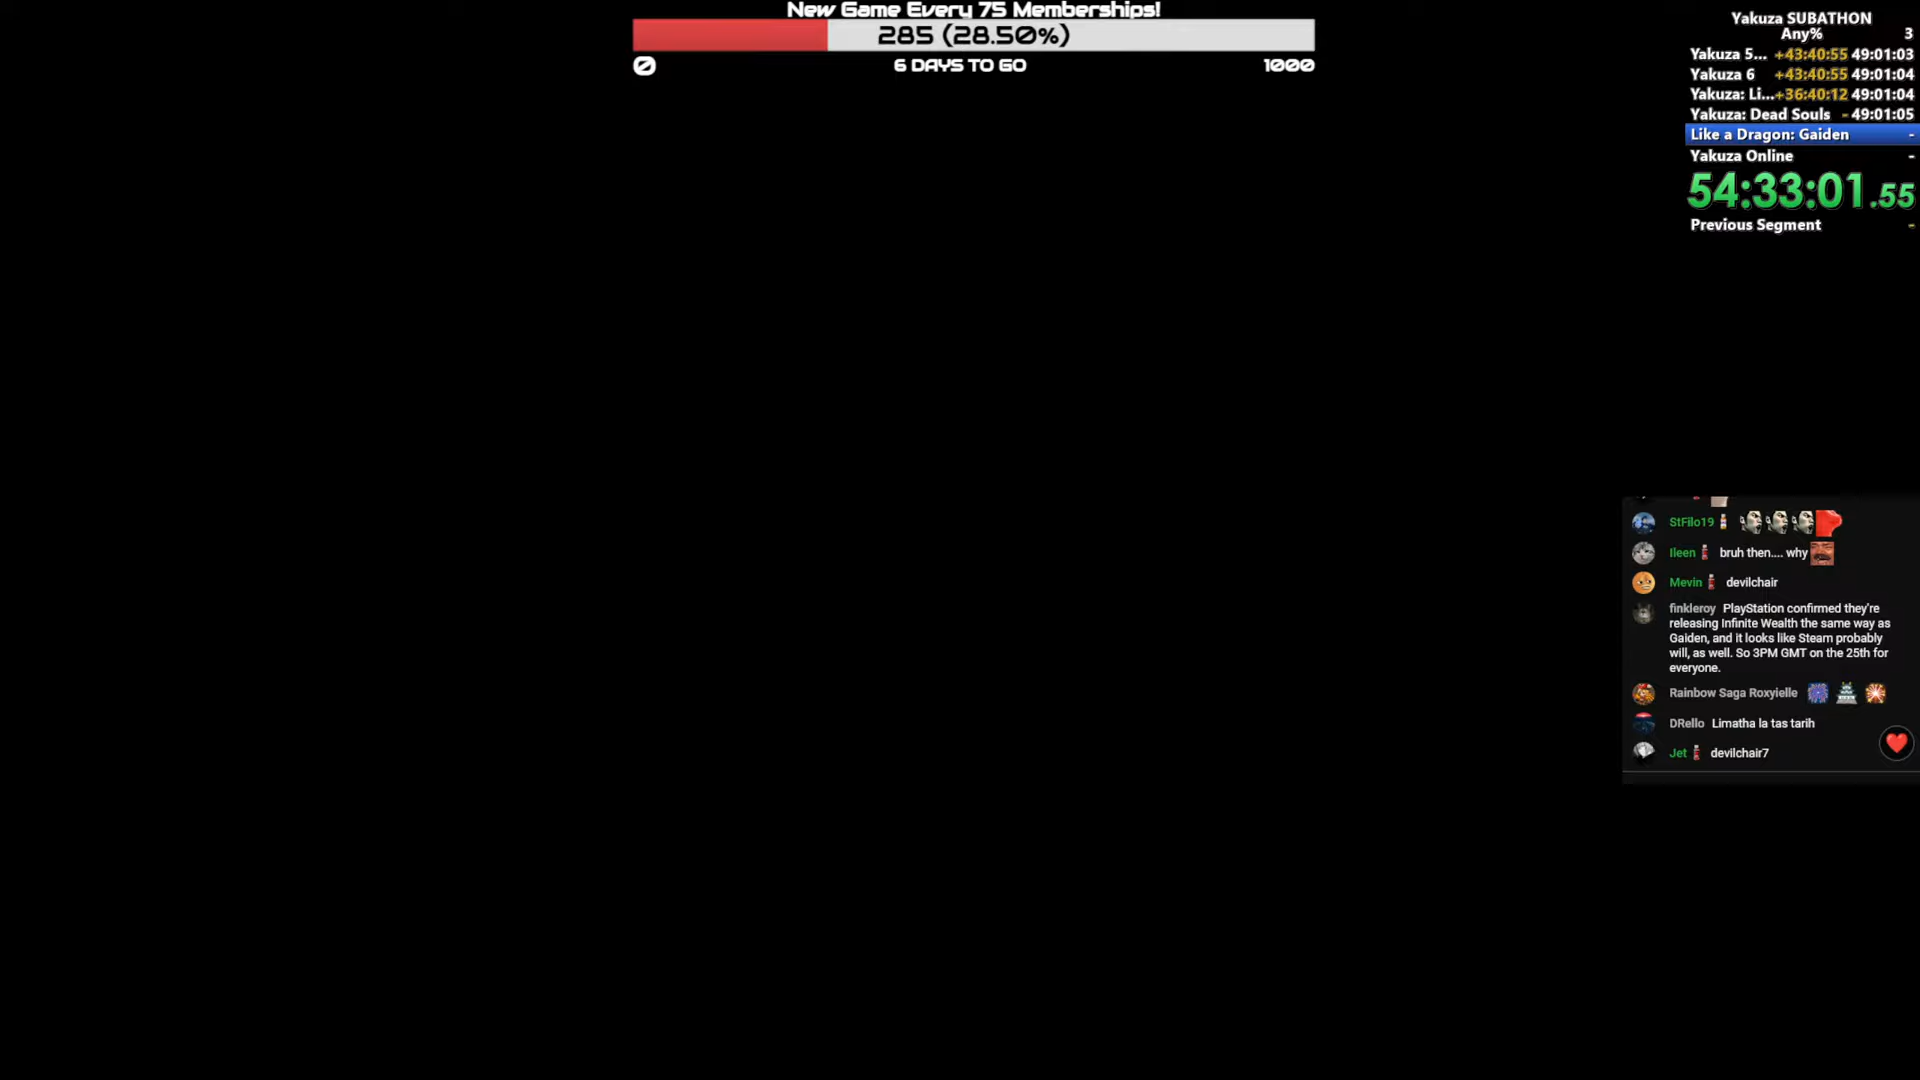 New Game Every 75 Memberships!
285 (28.50%)
0 6 DAYS TO GO 1000
Yakuza SUBATHON
Any% 3
Yakuza 5... +43:40:55 49:01:03
Yakuza 6 +43:40:55 49:01:04
Yakuza: Li...+36:40:12 49:01:04
Yakuza: Dead Souls - 49:01:05
Like a Dragon: Gaiden -
Yakuza Online -
54:33:01.55
Previous Segment -
StFilo19
Ileen bruh then.... why
Mevin devilchair
finkleroy PlayStation confirmed they're
releasing Infinite Wealth the same way as
Gaiden, and it looks like Steam probably
will, as well. So 3PM GMT on the 25th for
everyone.
Rainbow Saga Roxyielle
DRello Limatha la tas tarih
Jet devilchair7